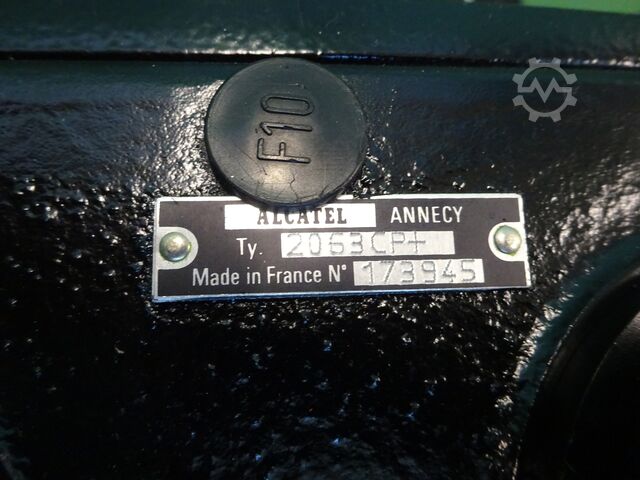 F10
ALCATEL ANNECY
Ty. 2063CP+
Made in France N° 173945